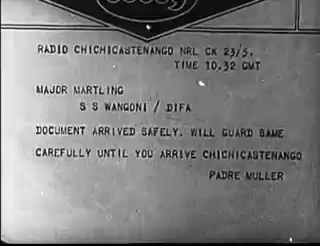 RADIO CHICHICASTENANGO NRL CK 23/5.
TIME 10.32 GMT
MAJOR MARTLING
S S WANGONI / DIFA
DOCUMENT ARRIVED SAFELY. WILL GUARD SAME
CAREFULLY UNTIL YOU ARRIVE CHICHICASTENANGO
PADRE MULLER